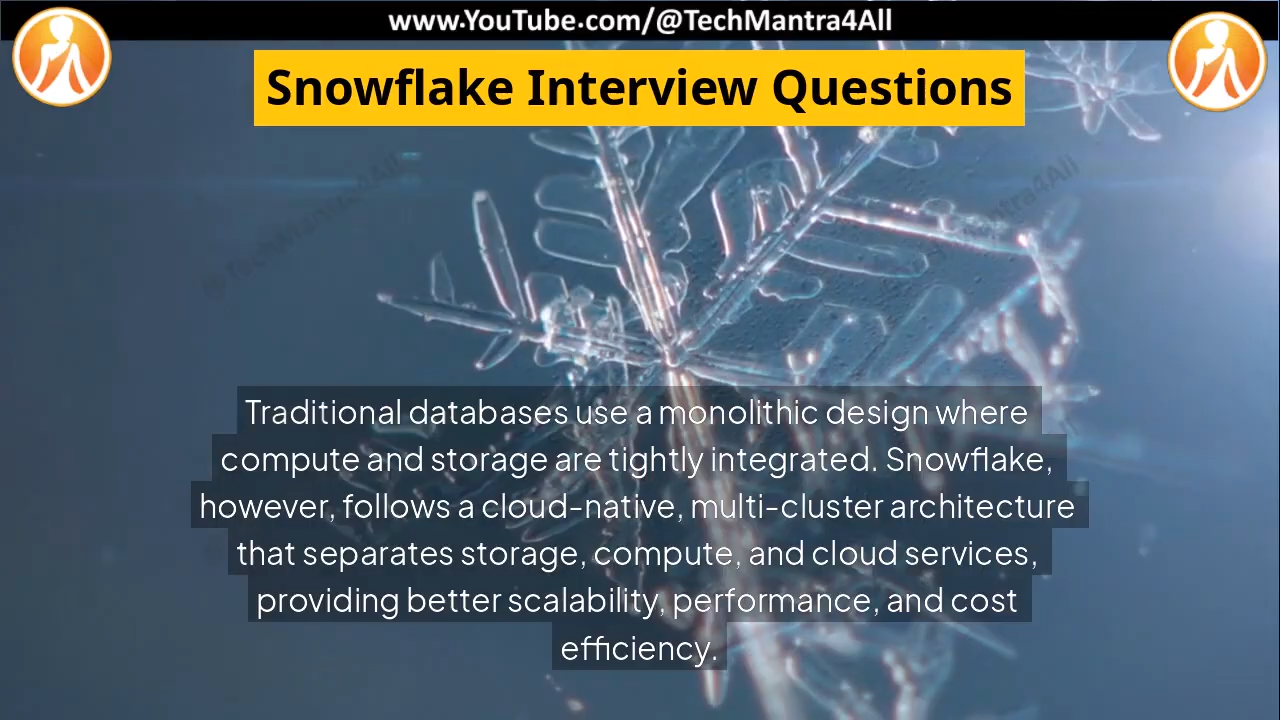 www.YouTube.com/@TechMantra4All
Snowflake Interview Questions
©TechMantra4All
Traditional databases use a monolithic design where
compute and storage are tightly integrated. Snowflake,
however, follows a cloud-native, multi-cluster architecture
that separates storage, compute, and cloud services,
providing better scalability, performance, and cost
efficiency.